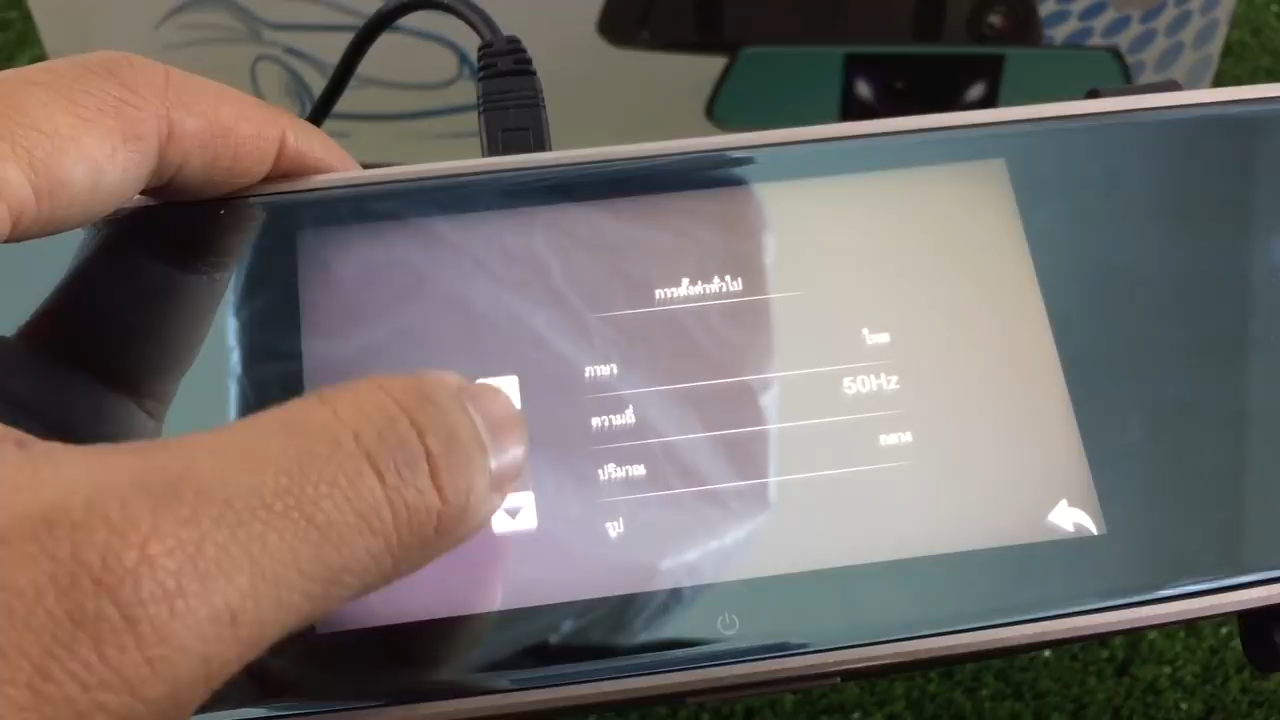 การตั้งค่าทั่วไป
ภาษา ไทย
ความถี่ 50Hz
ปริมาณ กลาง
รูป